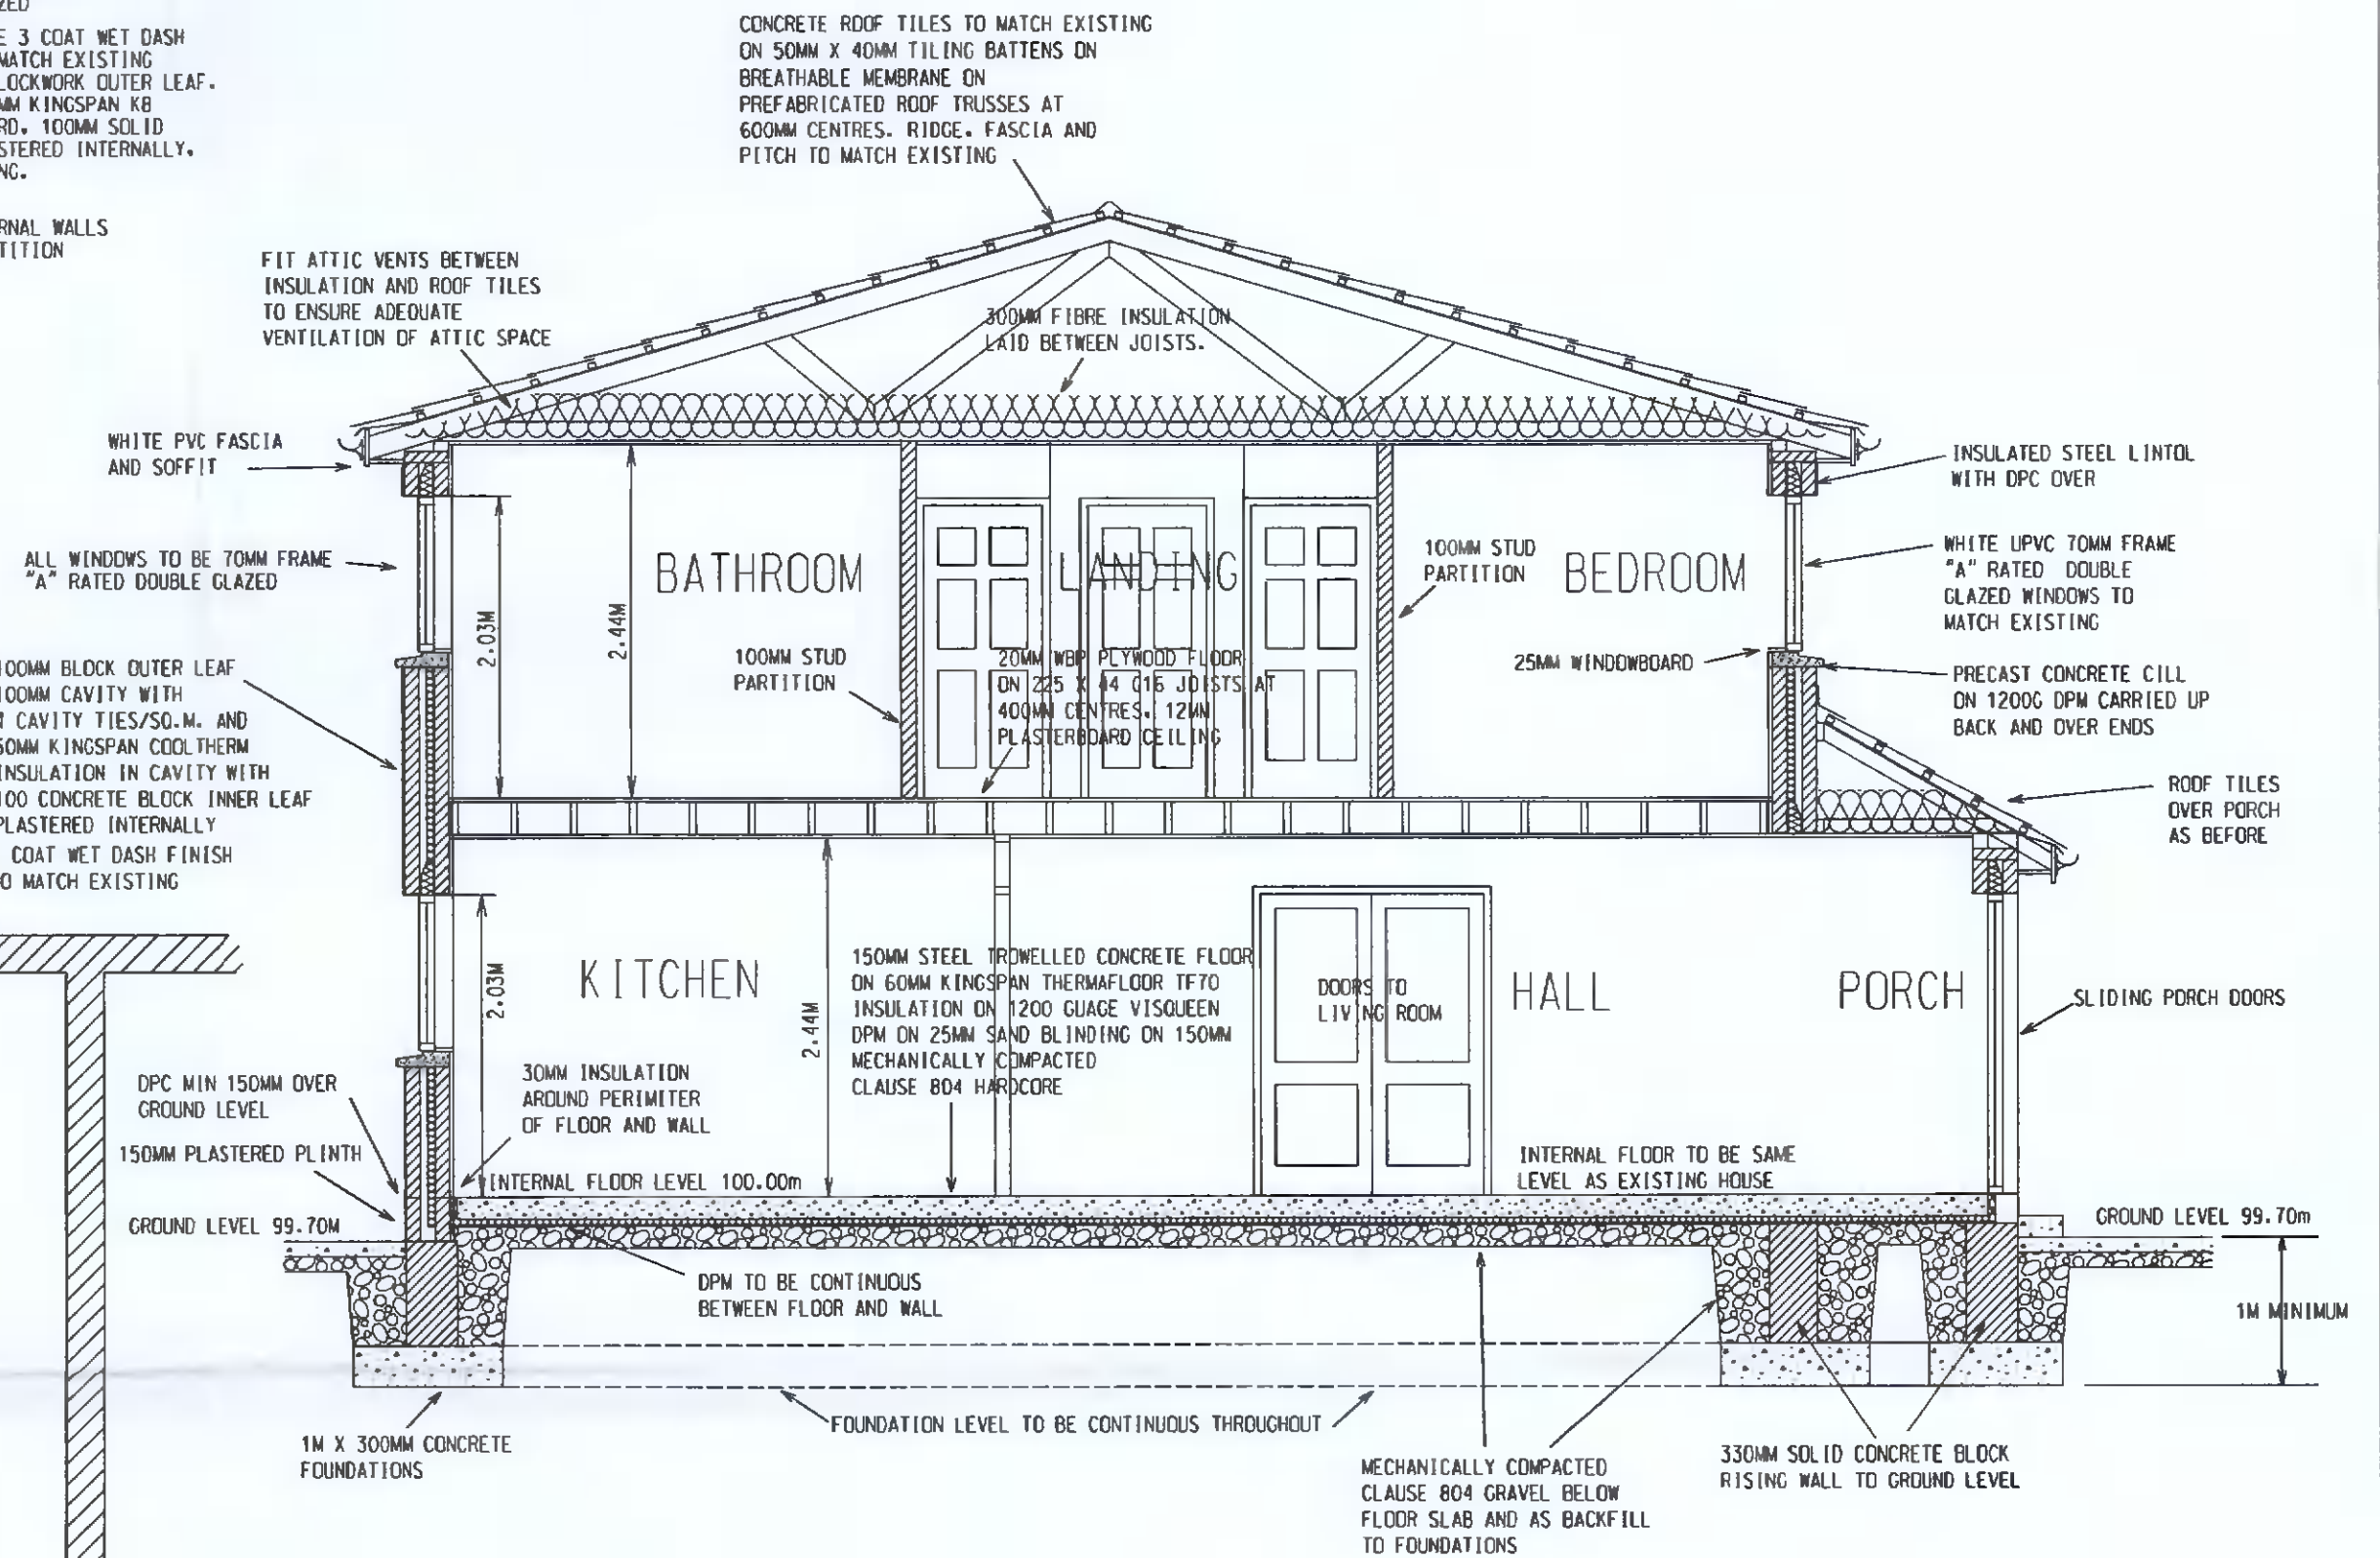 3 COAT WET DASH
MATCH EXISTING
OUTER LEAF.
KINGSPAN K8
100MM SOLID
INTERNALLY.
WALLS
CONCRETE ROOF TILES TO MATCH EXISTING
ON 50MM X 40MM TILING BATTENS ON
BREATHABLE MEMBRANE ON
PREFABRICATED ROOF TRUSSES AT
600MM CENTRES. RIDGE. FASCIA AND
PITCH TO MATCH EXISTING
FIT ATTIC VENTS BETWEEN
INSULATION AND ROOF TILES
TO ENSURE ADEQUATE
VENTILATION OF ATTIC SPACE
300MM FIBRE INSULATION
LAID BETWEEN JOISTS.
WHITE PVC FASCIA
AND SOFFIT
INSULATED STEEL LINTOL
WITH DPC OVER
ALL WINDOWS TO BE 70MM FRAME
"A" RATED DOUBLE GLAZED
2.03M
2.44M
BATHROOM
LANDING
BEDROOM
100MM STUD
PARTITION
100MM STUD
PARTITION
WHITE UPVC 70MM FRAME
"A" RATED DOUBLE
GLAZED WINDOWS TO
MATCH EXISTING
20MM WBP PLYWOOD FLOOR
ON 225 X 44 C16 JOISTS AT
400MM CENTRES. 12MM
PLASTERBOARD CEILING
25MM WINDOWBOARD
PRECAST CONCRETE CILL
ON 1200G DPM CARRIED UP
BACK AND OVER ENDS
100MM BLOCK OUTER LEAF
100MM CAVITY WITH
CAVITY TIES/SQ.M. AND
60MM KINGSPAN COOLTHERM
INSULATION IN CAVITY WITH
100 CONCRETE BLOCK INNER LEAF
PLASTERED INTERNALLY
COAT WET DASH FINISH
TO MATCH EXISTING
ROOF TILES
OVER PORCH
AS BEFORE
2.03M
2.44M
KITCHEN
150MM STEEL TROWELLED CONCRETE FLOOR
ON 60MM KINGSPAN THERMAFLOOR TF70
INSULATION ON 1200 GUAGE VISQUEEN
DPM ON 25MM SAND BLINDING ON 150MM
MECHANICALLY COMPACTED
CLAUSE 804 HARDCORE
DOORS TO
LIVING ROOM
HALL
PORCH
SLIDING PORCH DOORS
30MM INSULATION
AROUND PERIMITER
OF FLOOR AND WALL
DPC MIN 150MM OVER
GROUND LEVEL
150MM PLASTERED PLINTH
INTERNAL FLOOR LEVEL 100.00m
INTERNAL FLOOR TO BE SAME
LEVEL AS EXISTING HOUSE
GROUND LEVEL 99.70M
GROUND LEVEL 99.70m
DPM TO BE CONTINUOUS
BETWEEN FLOOR AND WALL
1M MINIMUM
FOUNDATION LEVEL TO BE CONTINUOUS THROUGHOUT
1M X 300MM CONCRETE
FOUNDATIONS
MECHANICALLY COMPACTED
CLAUSE 804 GRAVEL BELOW
FLOOR SLAB AND AS BACKFILL
TO FOUNDATIONS
330MM SOLID CONCRETE BLOCK
RISING WALL TO GROUND LEVEL